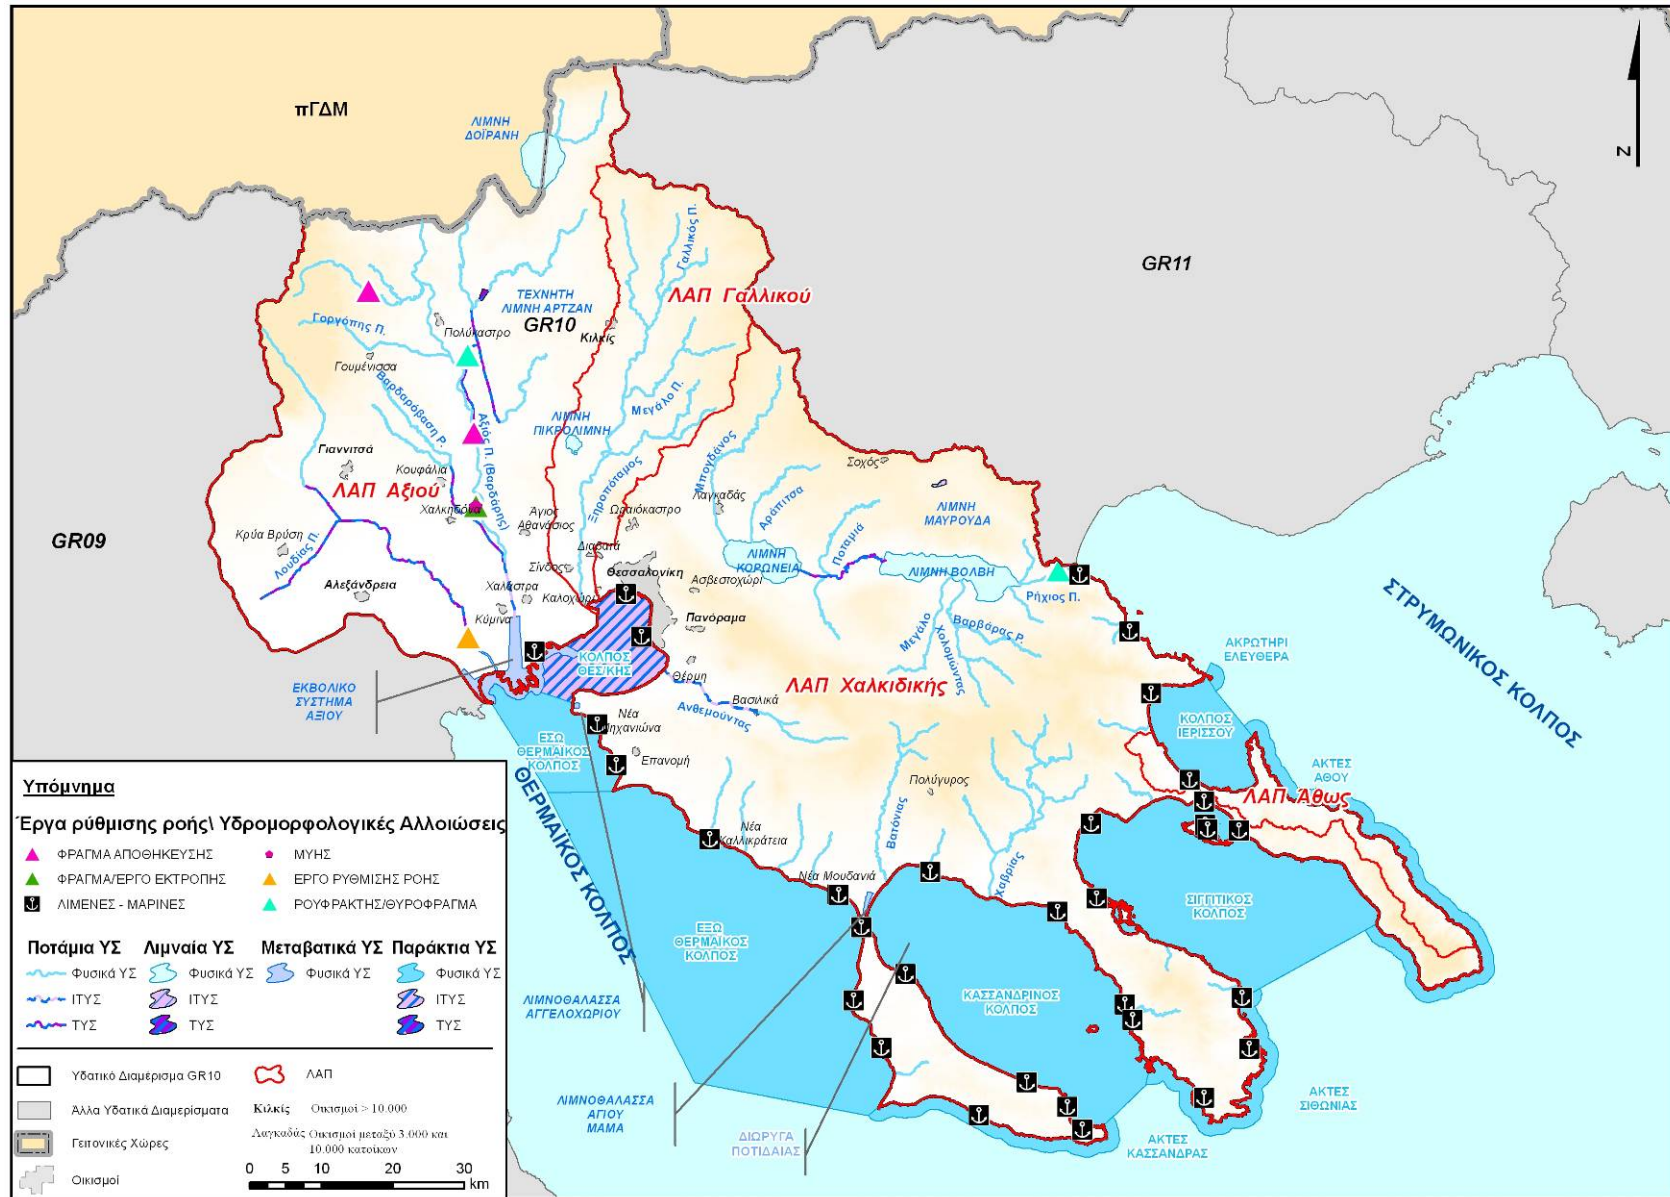 πΓΔΜ
ΛΙΜΝΗ
ΔΟΪΡΑΝΗ
Z
GR11
Γαλλικός Π.
ΛΑΠ Γαλλικού
ΤΕΧΝΗΤΗ
ΛΙΜΝΗ ΑΡΤΖΑΝ
GR10
Κιλκίς
Πολύκαστρο
Γοργόπης Π.
Γουμένισσα
Βαρδαρόβαση Ρ.
Αξιός Π. (Βαρδάρης)
ΛΙΜΝΗ
ΠΙΚΡΟΛΙΜΝΗ
Μεγάλο Π.
Ξηροπόταμος
Γιαννιτσά
Κουφάλια
ΛΑΠ Αξιού
Χαλκηδόνα
Άγιος
Αθανάσιος
Ωραιόκαστρο
Μπογδάνος
Λαγκαδάς
Αράπιτσα
Ποταμιά
Σοχός
ΛΙΜΝΗ
ΜΑΥΡΟΥΔΑ
GR09
Κρύα Βρύση
Λουδίας Π.
Αλεξάνδρεια
Διαβατά
Σίνδος
Θεσσαλονίκη
Χαλάστρα
Καλοχώρι
Κύμινα
Ασβεστοχώρι
Πανόραμα
ΛΙΜΝΗ
ΚΟΡΩΝΕΙΑ
ΛΙΜΝΗ ΒΟΛΒΗ
Ρήχιος Π.
Μεγάλο
Χολομώντας
Βαρβάρας Ρ.
ΑΚΡΩΤΗΡΙ
ΕΛΕΥΘΕΡΑ
ΣΤΡΥΜΩΝΙΚΟΣ ΚΟΛΠΟΣ
ΚΟΛΠΟΣ
ΘΕΣ/ΚΗΣ
Θέρμη
Βασιλικά
Ανθεμούντας
ΛΑΠ Χαλκιδικής
ΚΟΛΠΟΣ
ΙΕΡΙΣΣΟΥ
ΕΚΒΟΛΙΚΟ
ΣΥΣΤΗΜΑ
ΑΞΙΟΥ
Νέα
Μηχανιώνα
Επανομή
ΕΣΩ
ΘΕΡΜΑΪΚΟΣ
ΚΟΛΠΟΣ
ΘΕΡΜΑΪΚΟΣ ΚΟΛΠΟΣ
Πολύγυρος
ΑΚΤΕΣ
ΑΘΟΥ
ΛΑΠ Άθως
Νέα
Καλλικράτεια
Βατόνιας
Νέα Μουδανιά
Χαβρίας
ΣΙΓΓΙΤΙΚΟΣ
ΚΟΛΠΟΣ
ΕΞΩ
ΘΕΡΜΑΪΚΟΣ
ΚΟΛΠΟΣ
ΚΑΣΣΑΝΔΡΙΝΟΣ
ΚΟΛΠΟΣ
ΛΙΜΝΟΘΑΛΑΣΣΑ
ΑΓΓΕΛΟΧΩΡΙΟΥ
ΛΙΜΝΟΘΑΛΑΣΣΑ
ΑΓΙΟΥ
ΜΑΜΑ
ΔΙΩΡΥΓΑ
ΠΟΤΙΔΑΙΑΣ
ΑΚΤΕΣ
ΚΑΣΣΑΝΔΡΑΣ
ΑΚΤΕΣ
ΣΙΘΩΝΙΑΣ
Υπόμνημα
Έργα ρύθμισης ροής\ Υδρομορφολογικές Αλλοιώσεις
ΦΡΑΓΜΑ ΑΠΟΘΗΚΕΥΣΗΣ
ΜΥΗΣ
ΦΡΑΓΜΑ/ΕΡΓΟ ΕΚΤΡΟΠΗΣ
ΕΡΓΟ ΡΥΘΜΙΣΗΣ ΡΟΗΣ
ΛΙΜΕΝΕΣ - ΜΑΡΙΝΕΣ
ΡΟΥΦΡΑΚΤΗΣ/ΘΥΡΟΦΡΑΓΜΑ
Ποτάμια ΥΣ Λιμναία ΥΣ Μεταβατικά ΥΣ Παράκτια ΥΣ
Φυσικά ΥΣ Φυσικά ΥΣ Φυσικά ΥΣ Φυσικά ΥΣ
ΙΤΥΣ ΙΤΥΣ ΙΤΥΣ
ΤΥΣ ΤΥΣ ΤΥΣ
Υδατικό Διαμέρισμα GR10
ΛΑΠ
Άλλα Υδατικά Διαμερίσματα
Κιλκίς Οικισμοί > 10.000
Γειτονικές Χώρες
Λαγκαδάς Οικισμοί μεταξύ 3.000 και
10.000 κατοίκων
Οικισμοί
0 5 10 20 30
km